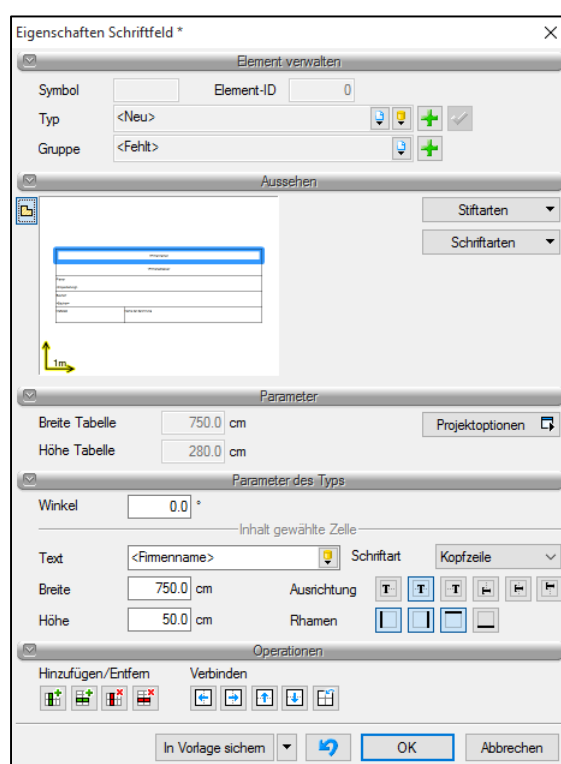 Eigenschaften Schriftfeld *
Element verwalten
Symbol Element-ID 0
Typ <Neu>
Gruppe <Fehlt>
Aussehen
Stiftarten
Schriftarten
1m
Parameter
Breite Tabelle 750.0 cm Projektoptionen
Höhe Tabelle 280.0 cm
Parameter des Typs
Winkel 0.0 °
Inhalt gewählte Zelle
Text <Firmenname> Schriftart Kopfzeile
Breite 750.0 cm Ausrichtung
Höhe 50.0 cm Rhamen
Operationen
Hinzufügen/Entfern Verbinden
In Vorlage sichern OK Abbrechen